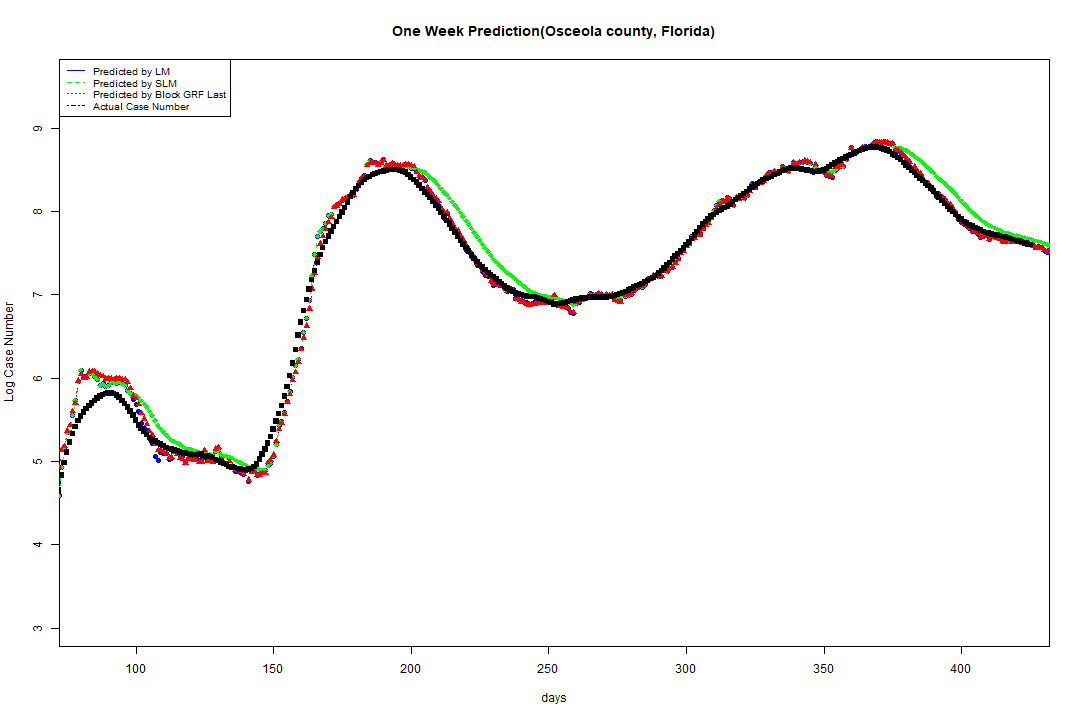 One Week Prediction(Osceola county, Florida)
Predicted by LM
Predicted by SLM
Predicted by Block GRF Last
Actual Case Number
9
8
7
6
5
4
3
Log Case Number
100 150 200 250 300 350 400
days